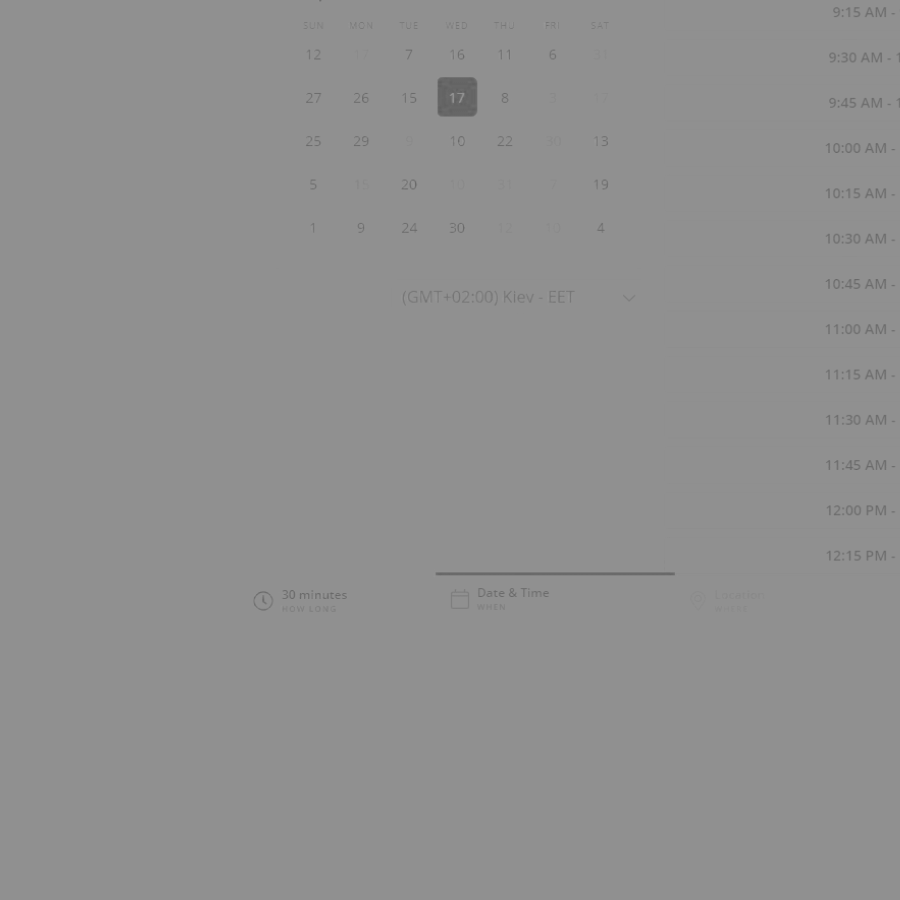 SUN MON TUE WED THU FRI SAT
12 7 16 11 6
27 26 15 17 8
25 29 10 22 13
5 15 20 19
1 9 24 30 4
(GMT+02:00) Kiev - EET
9:15 AM -
9:30 AM - 1
9:45 AM - 1
10:00 AM -
10:15 AM -
10:30 AM -
10:45 AM -
11:00 AM -
11:15 AM -
11:30 AM -
11:45 AM -
12:00 PM -
12:15 PM -
30 minutes
HOW LONG
Date & Time
WHEN
Location